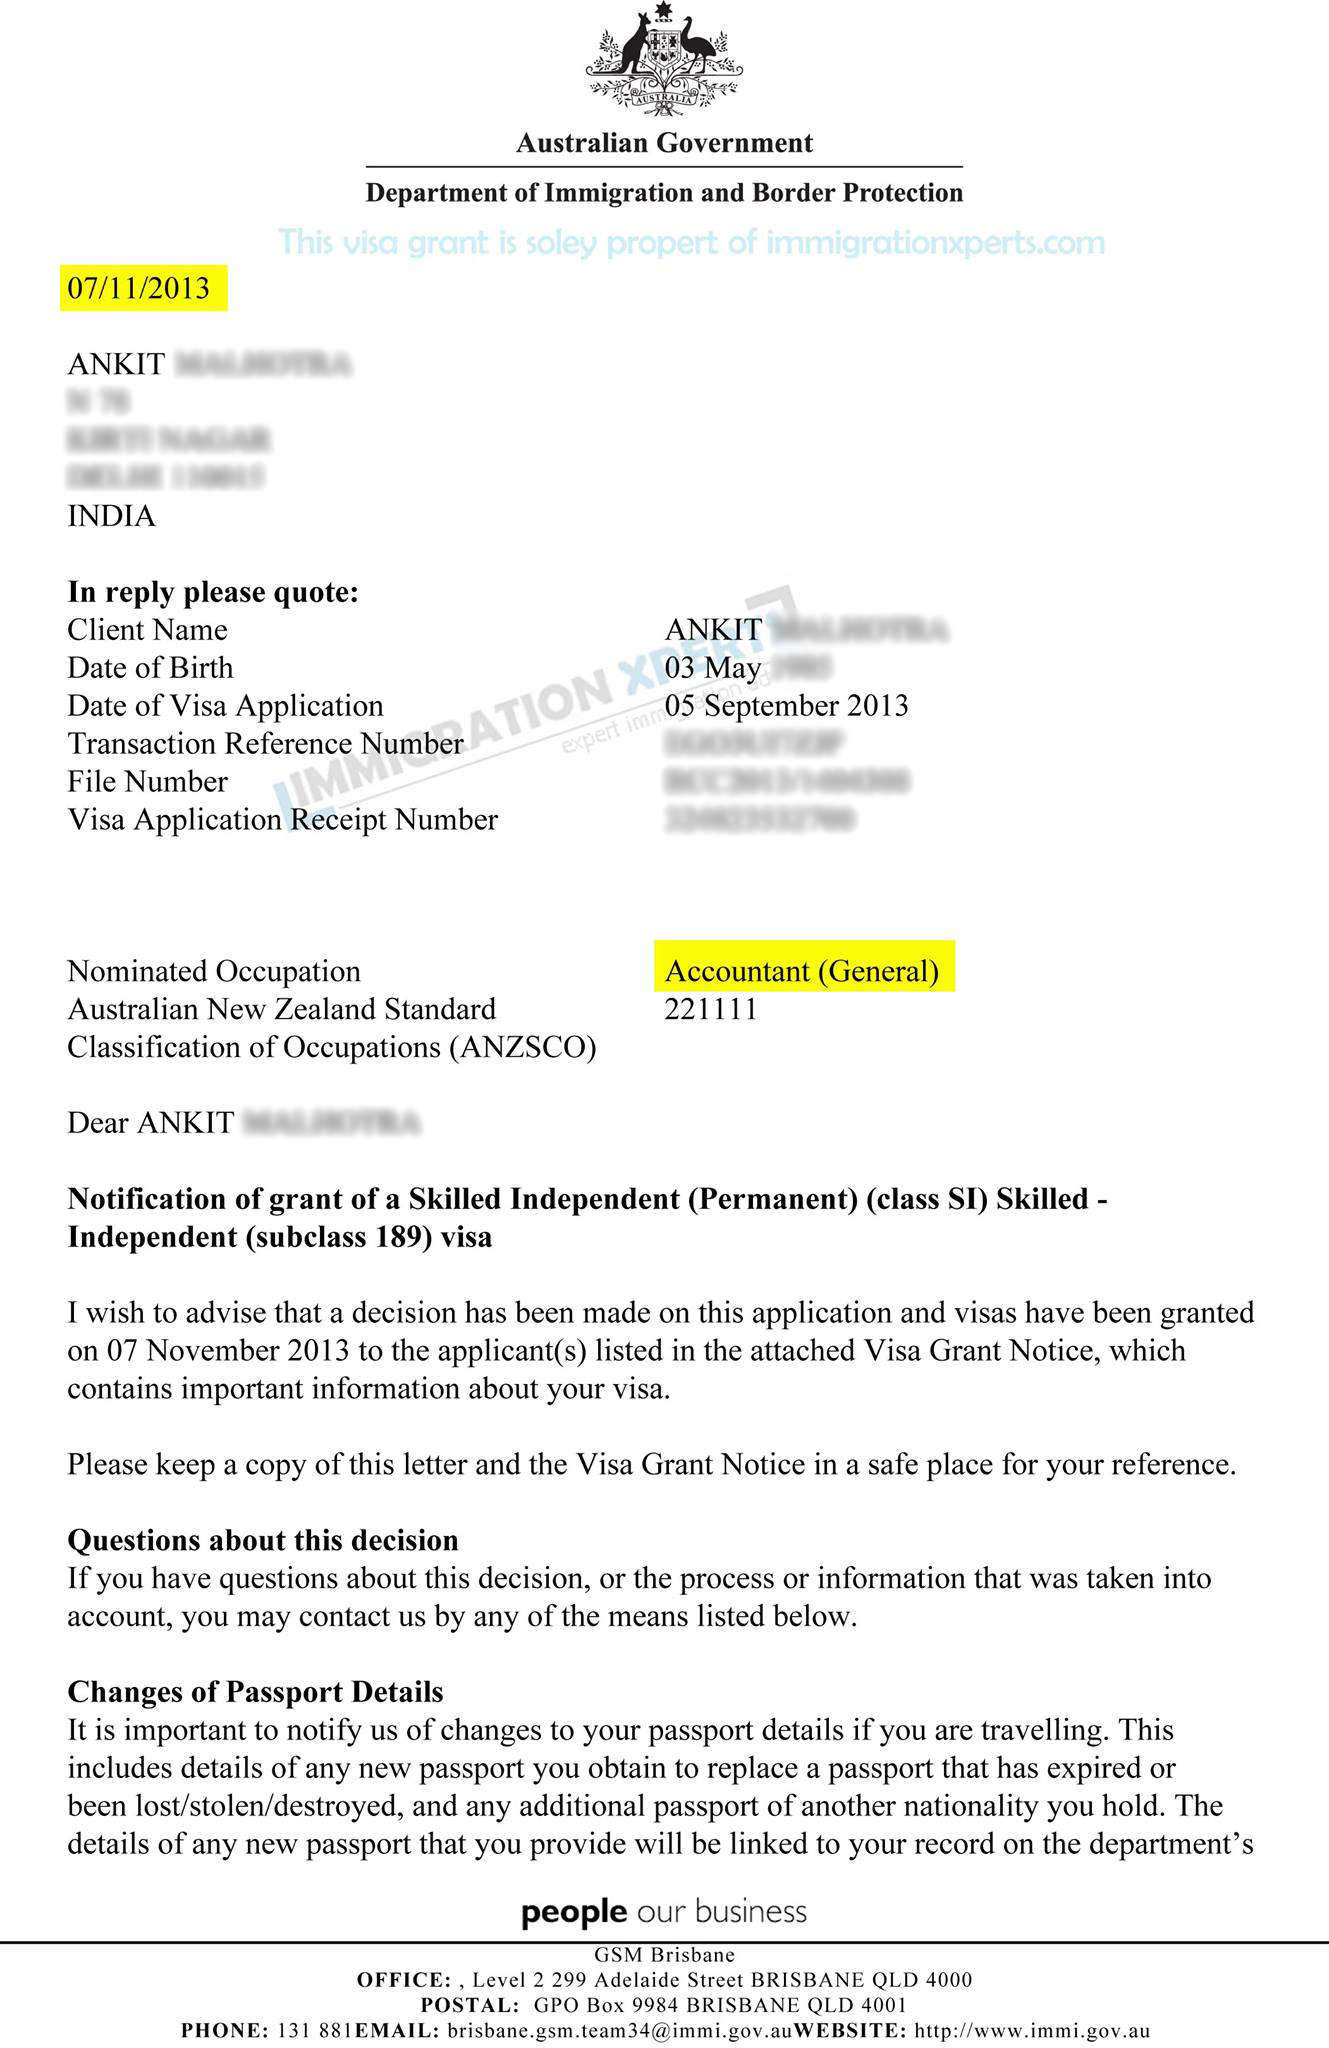 AUSTRALIA
Australian Government
Department of Immigration and Border Protection
This visa grant is soley propert of immigrationxperts.com
07/11/2013
ANKIT
INDIA
In reply please quote:
Client Name ANKIT
Date of Birth 03 May
Date of Visa Application 05 September 2013
Transaction Reference Number
File Number
Visa Application Receipt Number
IMMIGRATION XPERT
expert immigration ad
Nominated Occupation Accountant (General)
Australian New Zealand Standard 221111
Classification of Occupations (ANZSCO)
Dear ANKIT
Notification of grant of a Skilled Independent (Permanent) (class SI) Skilled -
Independent (subclass 189) visa
I wish to advise that a decision has been made on this application and visas have been granted
on 07 November 2013 to the applicant(s) listed in the attached Visa Grant Notice, which
contains important information about your visa.
Please keep a copy of this letter and the Visa Grant Notice in a safe place for your reference.
Questions about this decision
If you have questions about this decision, or the process or information that was taken into
account, you may contact us by any of the means listed below.
Changes of Passport Details
It is important to notify us of changes to your passport details if you are travelling. This
includes details of any new passport you obtain to replace a passport that has expired or
been lost/stolen/destroyed, and any additional passport of another nationality you hold. The
details of any new passport that you provide will be linked to your record on the department’s
people our business
GSM Brisbane
OFFICE: , Level 2 299 Adelaide Street BRISBANE QLD 4000
POSTAL: GPO Box 9984 BRISBANE QLD 4001
PHONE: 131 881EMAIL: brisbane.gsm.team34@immi.gov.auWEBSITE: http://www.immi.gov.au